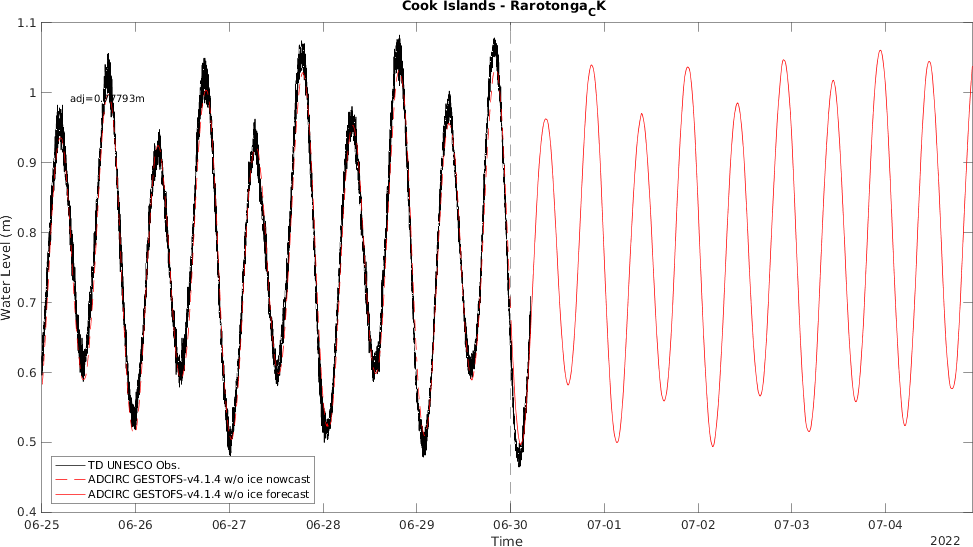 Cook Islands - Rarotonga_CK
1.1
1
0.9
0.8
0.7
0.6
0.5
0.4
Water Level (m)
adj=0.77793m
TD UNESCO Obs.
ADCIRC GESTOFS-v4.1.4 w/o ice nowcast
ADCIRC GESTOFS-v4.1.4 w/o ice forecast
06-25 06-26 06-27 06-28 06-29 06-30 07-01 07-02 07-03 07-04
Time
2022